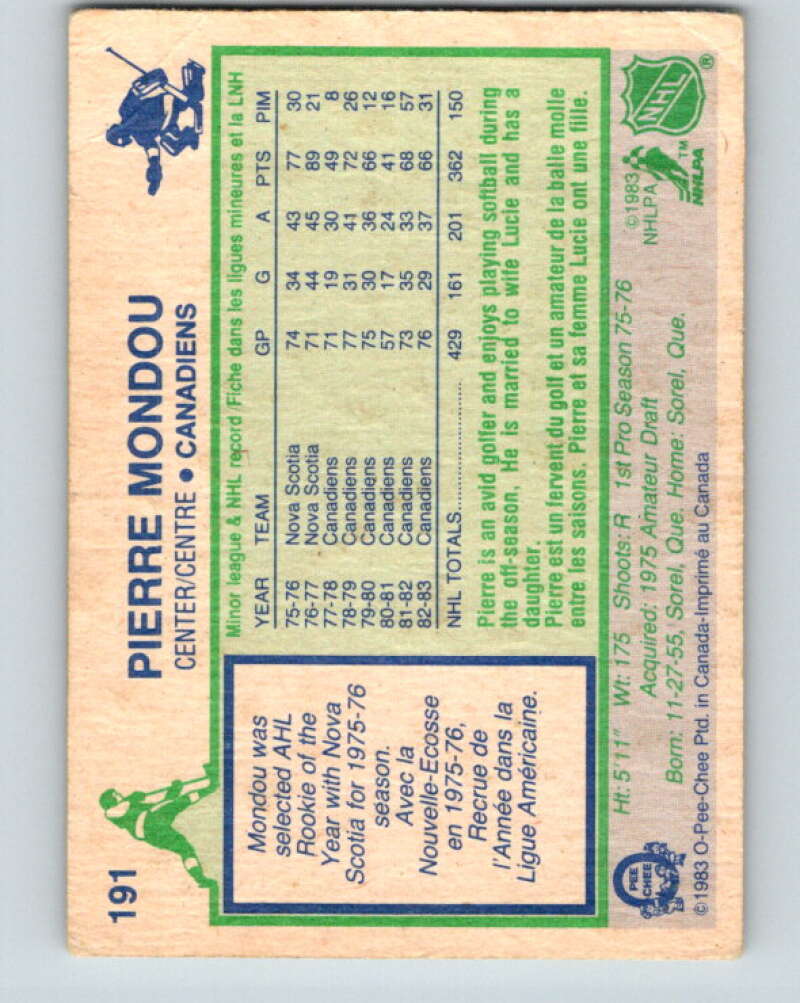 191
PIERRE MONDOU
CENTER/CENTRE • CANADIENS
Mondou was
selected AHL
Rookie of the
Year with Nova
Scotia for 1975-76
season.
Avec la
Nouvelle-Ecosse
en 1975-76,
Recrue de
l'Année dans la
Ligue Américaine.
Minor league & NHL record/Fiche dans les ligues mineures et la LNH
YEAR TEAM GP G A PTS PIM
75-76 Nova Scotia 74 34 43 77 30
76-77 Nova Scotia 71 44 45 89 21
77-78 Canadiens 71 19 30 49 8
78-79 Canadiens 77 31 41 72 26
79-80 Canadiens 75 30 36 66 12
80-81 Canadiens 57 17 24 41 16
81-82 Canadiens 73 35 33 68 57
82-83 Canadiens 76 29 37 66 31
NHL TOTALS.................... 429 161 201 362 150
Pierre is an avid golfer and enjoys playing softball during
the off-season. He is married to wife Lucie and has a
daughter.
Pierre est un fervent du golf et un amateur de la balle molle
entre les saisons. Pierre et sa femme Lucie ont une fille.
Ht: 5'11" Wt: 175 Shoots: R 1st Pro Season 75-76
Acquired: 1975 Amateur Draft
Born: 11-27-55, Sorel, Que. Home: Sorel, Que.
©1983 O-Pee-Chee Ptd. in Canada-Imprimé au Canada
O
PEE
CHEE
©1983
NHLPA
NHL
®
TM
NHLPA